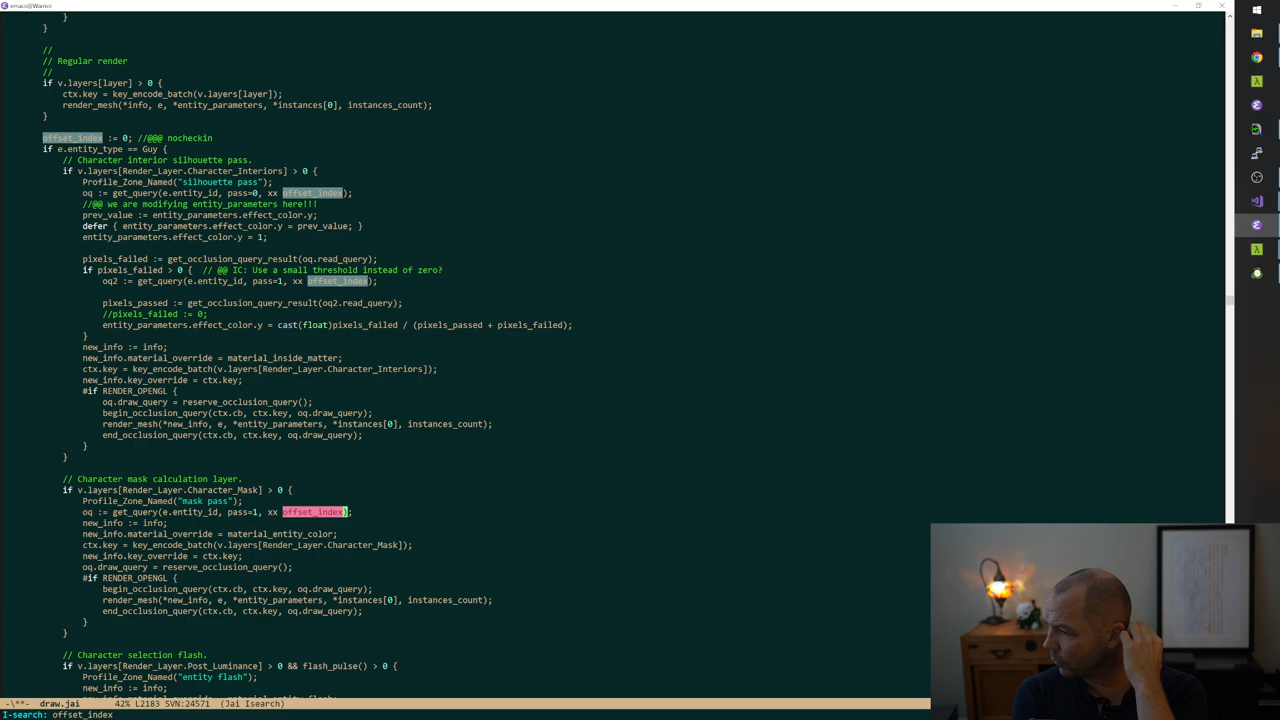 emacs@Warrior
}
}
//
// Regular render
//
if v.layers[layer] > 0 {
ctx.key = key_encode_batch(v.layers[layer]);
render_mesh(*info, e, *entity_parameters, *instances[0], instances_count);
}
offset_index := 0; //@@@ nocheckin
if e.entity_type == Guy {
// Character interior silhouette pass.
if v.layers[Render_Layer.Character_Interiors] > 0 {
Profile_Zone_Named("silhouette pass");
oq := get_query(e.entity_id, pass=0, xx offset_index);
//@@ we are modifying entity_parameters here!!!
prev_value := entity_parameters.effect_color.y;
defer { entity_parameters.effect_color.y = prev_value; }
entity_parameters.effect_color.y = 1;
pixels_failed := get_occlusion_query_result(oq.read_query);
if pixels_failed > 0 {  // @@ IC: Use a small threshold instead of zero?
oq2 := get_query(e.entity_id, pass=1, xx offset_index);
pixels_passed := get_occlusion_query_result(oq2.read_query);
//pixels_failed := 0;
entity_parameters.effect_color.y = cast(float)pixels_failed / (pixels_passed + pixels_failed);
}
new_info := info;
new_info.material_override = material_inside_matter;
ctx.key = key_encode_batch(v.layers[Render_Layer.Character_Interiors]);
new_info.key_override = ctx.key;
#if RENDER_OPENGL {
oq.draw_query = reserve_occlusion_query();
begin_occlusion_query(ctx.cb, ctx.key, oq.draw_query);
render_mesh(*new_info, e, *entity_parameters, *instances[0], instances_count);
end_occlusion_query(ctx.cb, ctx.key, oq.draw_query);
}
}
// Character mask calculation layer.
if v.layers[Render_Layer.Character_Mask] > 0 {
Profile_Zone_Named("mask pass");
oq := get_query(e.entity_id, pass=1, xx offset_index);
new_info := info;
new_info.material_override = material_entity_color;
ctx.key = key_encode_batch(v.layers[Render_Layer.Character_Mask]);
new_info.key_override = ctx.key;
oq.draw_query = reserve_occlusion_query();
#if RENDER_OPENGL {
begin_occlusion_query(ctx.cb, ctx.key, oq.draw_query);
render_mesh(*new_info, e, *entity_parameters, *instances[0], instances_count);
end_occlusion_query(ctx.cb, ctx.key, oq.draw_query);
}
}
// Character selection flash.
if v.layers[Render_Layer.Post_Luminance] > 0 && flash_pulse() > 0 {
Profile_Zone_Named("entity flash");
new_info := info;
-\**-  draw.jai       42% L2183 SVN:24571  (Jai Isearch)
I-search: offset_index